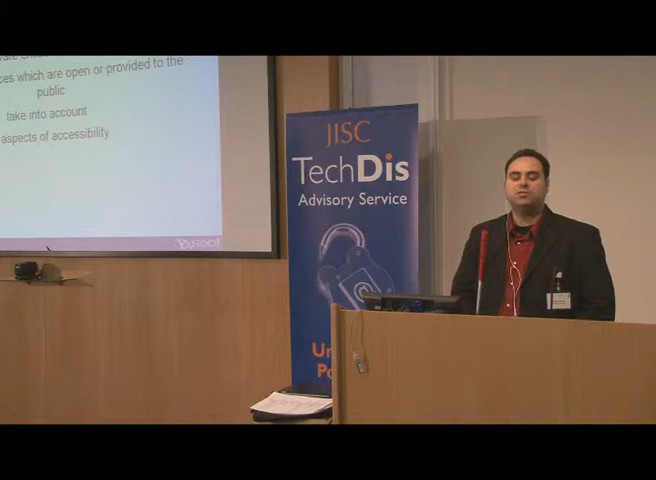 ces which are open or provided to the
public
take into account
aspects of accessibility
YAHOO!
JISC
TechDis
Advisory Service